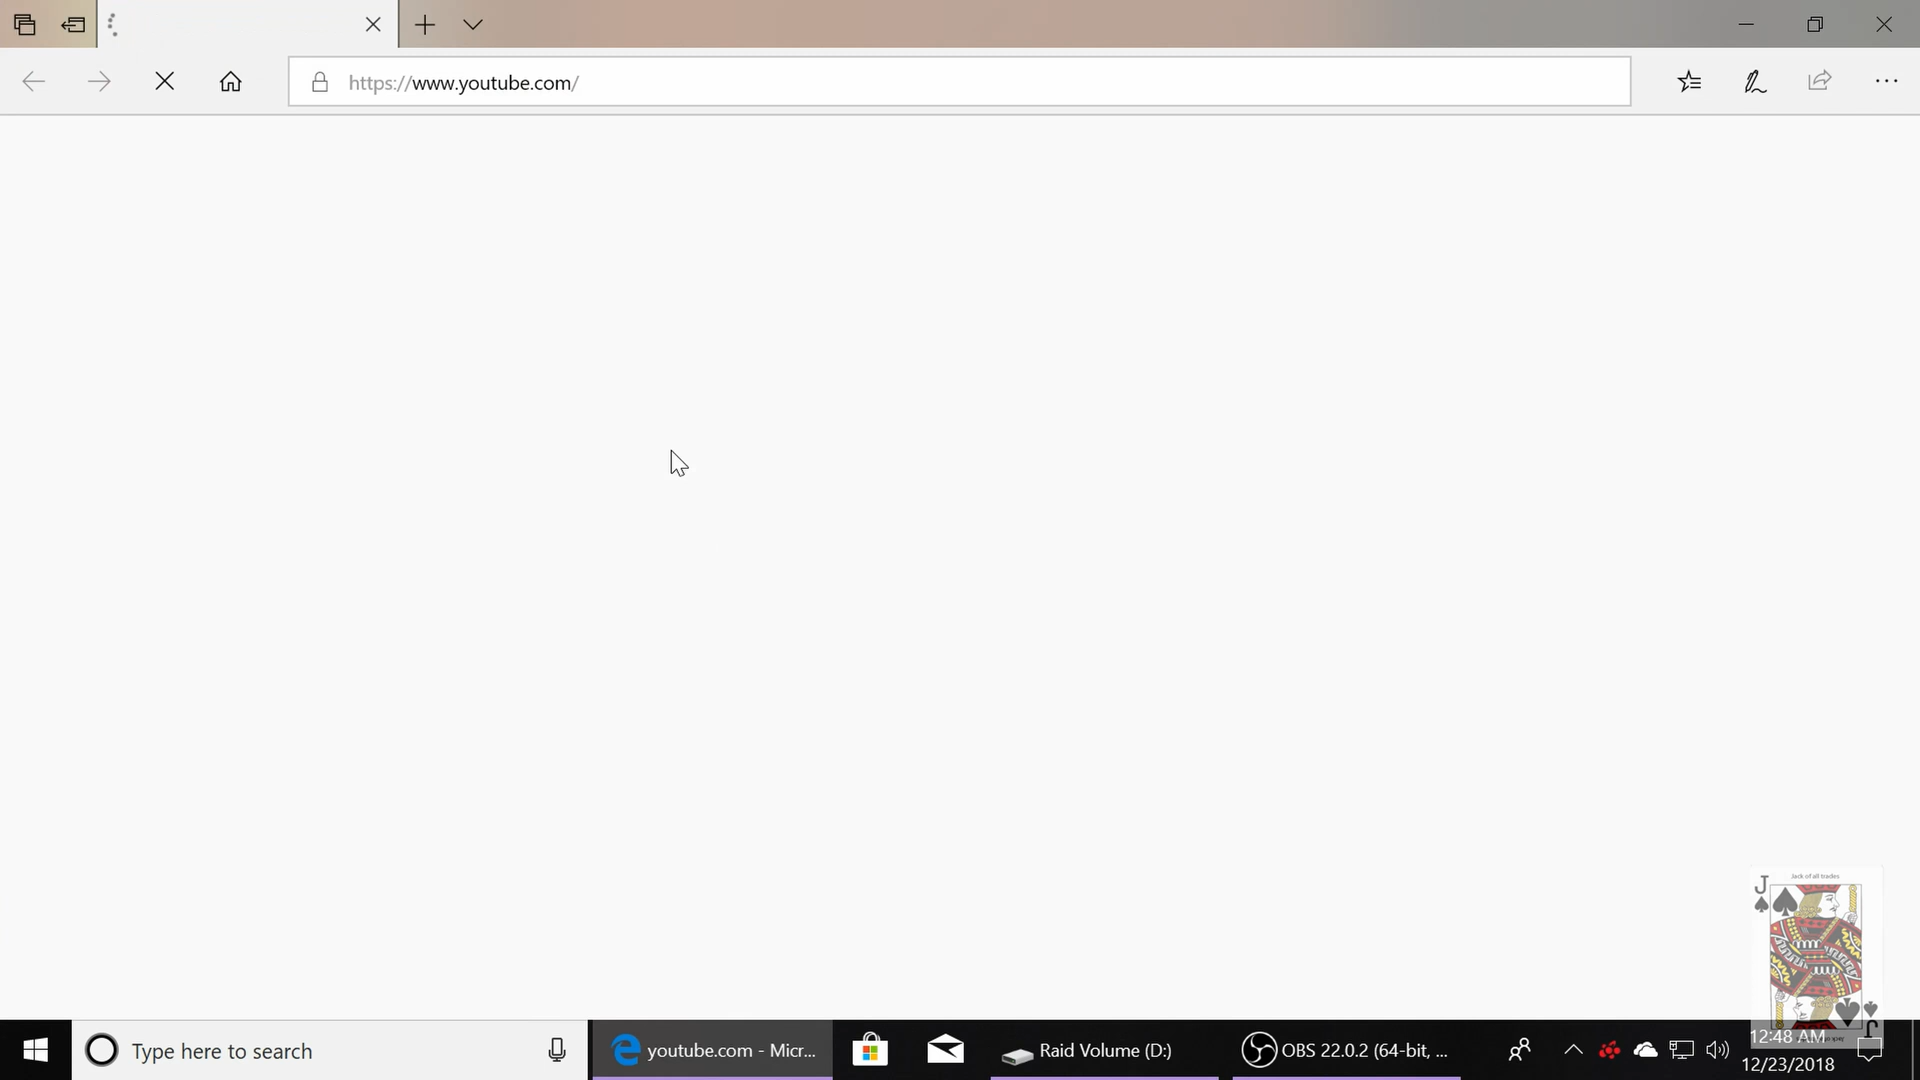 https://www.youtube.com/
J
Jack of all trades
J
Type here to search
youtube.com - Micr...
Raid Volume (D:)
OBS 22.0.2 (64-bit, ...
12:48 AM
12/23/2018